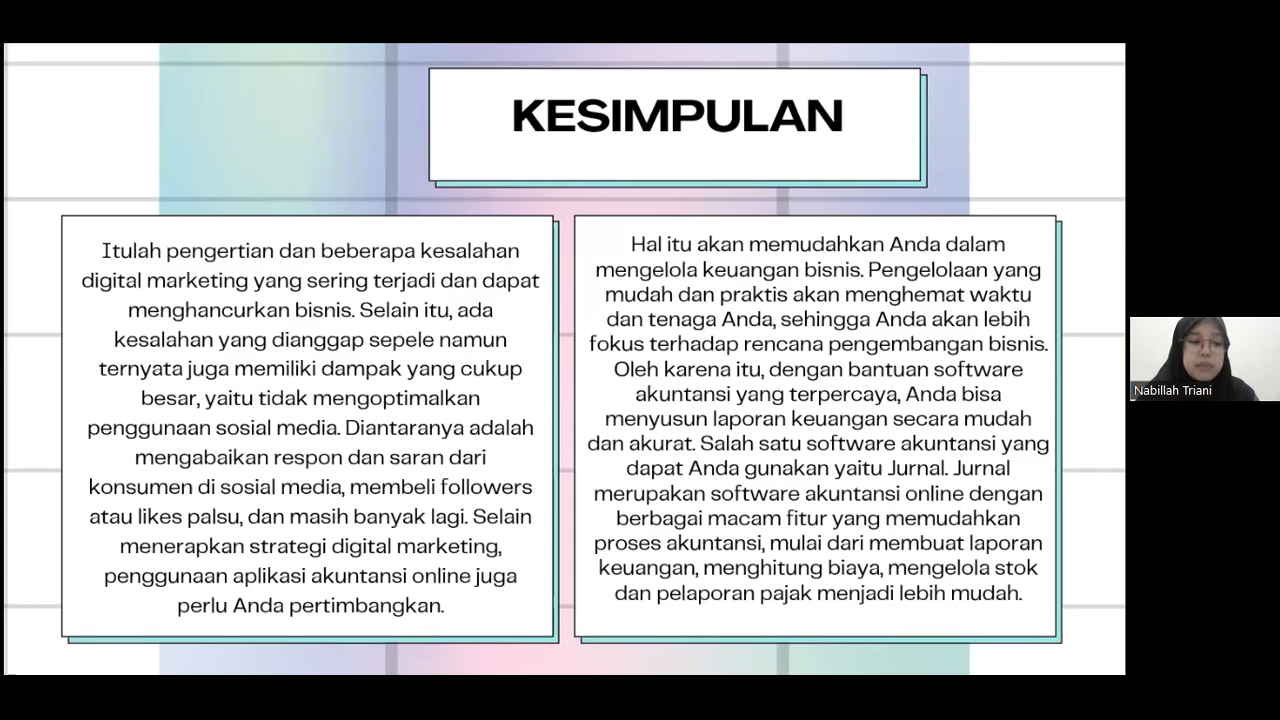 KESIMPULAN
Itulah pengertian dan beberapa kesalahan
digital marketing yang sering terjadi dan dapat
menghancurkan bisnis. Selain itu, ada
kesalahan yang dianggap sepele namun
ternyata juga memiliki dampak yang cukup
besar, yaitu tidak mengoptimalkan
penggunaan sosial media. Diantaranya adalah
mengabaikan respon dan saran dari
konsumen di sosial media, membeli followers
atau likes palsu, dan masih banyak lagi. Selain
menerapkan strategi digital marketing,
penggunaan aplikasi akuntansi online juga
perlu Anda pertimbangkan.
Hal itu akan memudahkan Anda dalam
mengelola keuangan bisnis. Pengelolaan yang
mudah dan praktis akan menghemat waktu
dan tenaga Anda, sehingga Anda akan lebih
fokus terhadap rencana pengembangan bisnis.
Oleh karena itu, dengan bantuan software
akuntansi yang terpercaya, Anda bisa
menyusun laporan keuangan secara mudah
dan akurat. Salah satu software akuntansi yang
dapat Anda gunakan yaitu Jurnal. Jurnal
merupakan software akuntansi online dengan
berbagai macam fitur yang memudahkan
proses akuntansi, mulai dari membuat laporan
keuangan, menghitung biaya, mengelola stok
dan pelaporan pajak menjadi lebih mudah.
Nabillah Triani